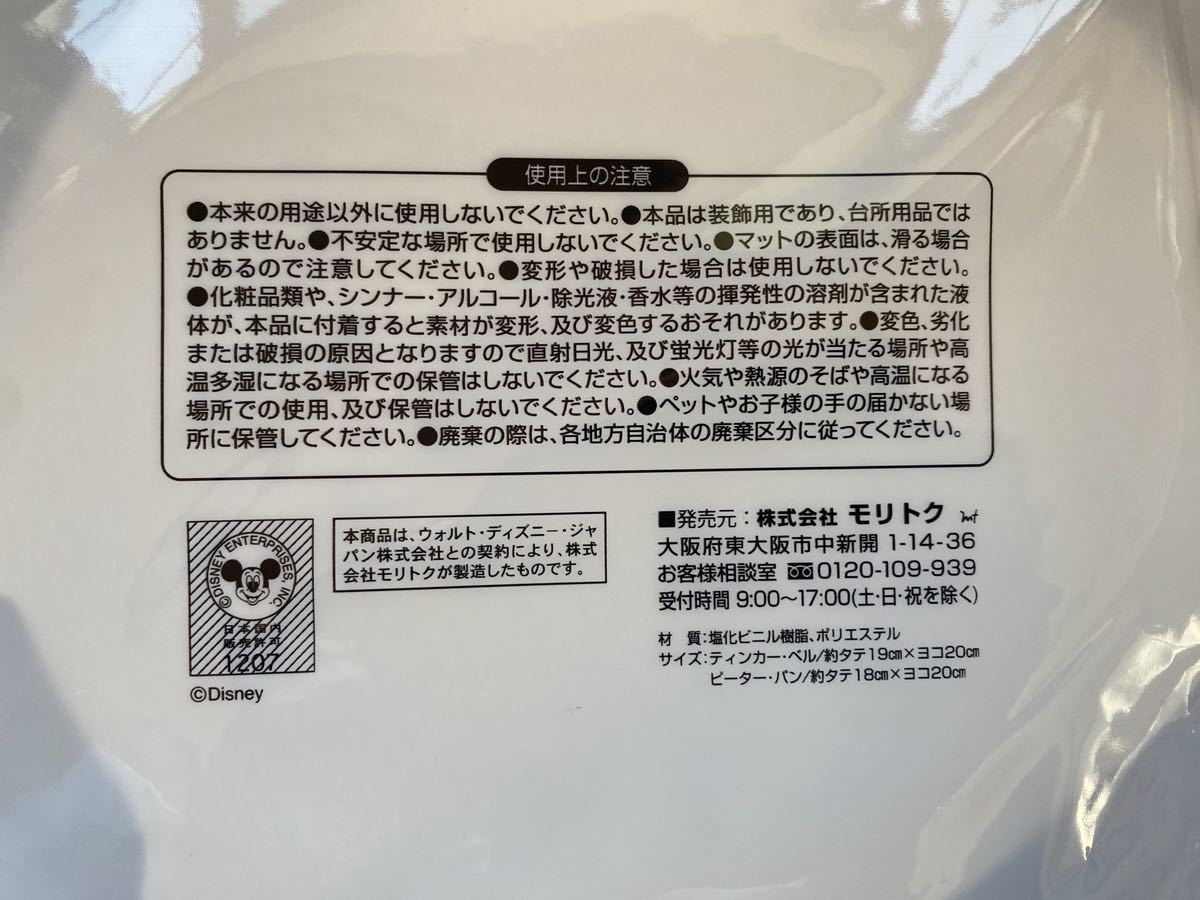 使用上の注意
●本来の用途以外に使用しないでください。●本品は装飾用であり、台所用品では
ありません。●不安定な場所で使用しないでください。●マットの表面は、滑る場合
があるので注意してください。●変形や破損した場合は使用しないでください。
●化粧品類や、シンナー・アルコール・除光液・香水等の揮発性の溶剤が含まれた液
体が、本品に付着すると素材が変形、及び変色するおそれがあります。●変色、劣化
または破損の原因となりますので直射日光、及び蛍光灯等の光が当たる場所や高
温多湿になる場所での保管はしないでください。●火気や熱源のそばや高温になる
場所での使用、及び保管はしないでください。●ペットやお子様の手の届かない場
所に保管してください。●廃棄の際は、各地方自治体の廃棄区分に従ってください。
©DISNEY ENTERPRISES, INC.
日本国内
販売許可
1207
©Disney
本商品は、ウォルト・ディズニー・ジャ
パン株式会社との契約により、株式
会社モリトクが製造したものです。
■発売元：株式会社 モリトク
大阪府東大阪市中新開 1-14-36
お客様相談室 0120-109-939
受付時間 9:00〜17:00(土・日・祝を除く)
材 質：塩化ビニル樹脂、ポリエステル
サイズ：ティンカー・ベル/約タテ19㎝×ヨコ20㎝
ピーター・パン/約タテ18㎝×ヨコ20㎝